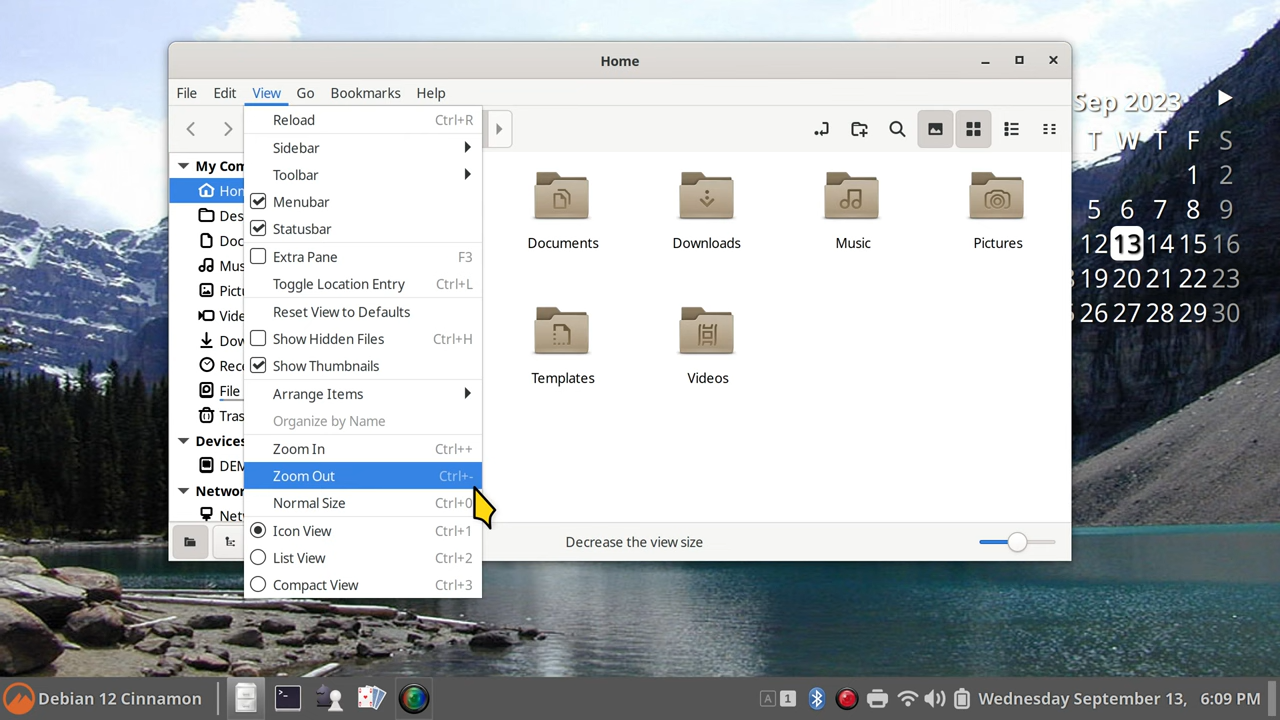 Home
File Edit View Go Bookmarks Help
Reload Ctrl+R
Sidebar
Toolbar
Menubar
Statusbar
Extra Pane F3
Toggle Location Entry Ctrl+L
Reset View to Defaults
Show Hidden Files Ctrl+H
Show Thumbnails
Arrange Items
Organize by Name
Zoom In Ctrl++
Zoom Out Ctrl+-
Normal Size Ctrl+0
Icon View Ctrl+1
List View Ctrl+2
Compact View Ctrl+3
My Com
Hom
Des
Doc
Mus
Pictu
Vide
Dow
Rece
File
Tras
Devices
DEM
Networ
Net
Documents Downloads Music Pictures
Templates Videos
Decrease the view size
Sep 2023
T W T F S
1 2
5 6 7 8 9
12 13 14 15 16
19 20 21 22 23
26 27 28 29 30
Debian 12 Cinnamon
A 1
Wednesday September 13, 6:09 PM